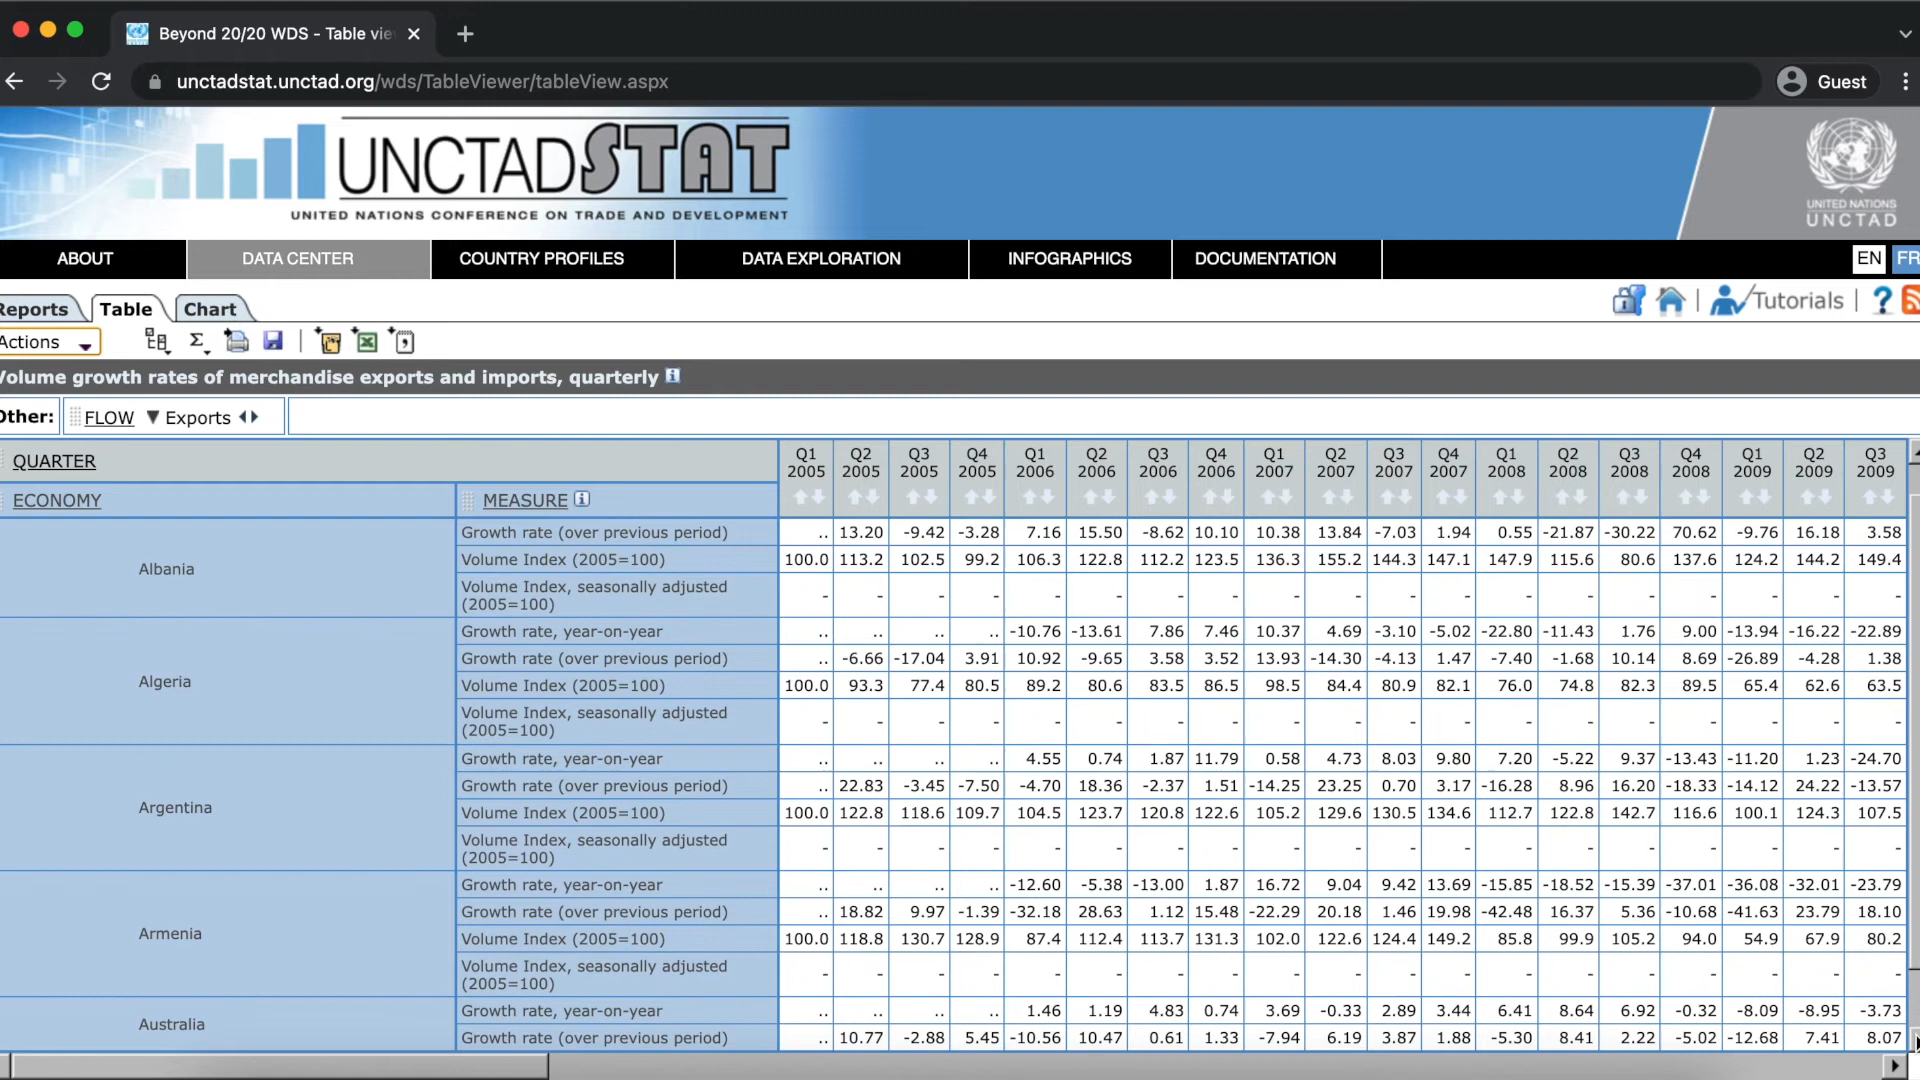 Beyond 20/20 WDS - Table vie
unctadstat.unctad.org/wds/TableViewer/tableView.aspx
Guest
UNCTADSTAT
UNITED NATIONS CONFERENCE ON TRADE AND DEVELOPMENT
UNITED NATIONS
UNCTAD
ABOUT DATA CENTER COUNTRY PROFILES DATA EXPLORATION INFOGRAPHICS DOCUMENTATION EN FR
Reports Table Chart
Tutorials | ?
Actions
Volume growth rates of merchandise exports and imports, quarterly
Other: FLOW Exports
QUARTER Q1 2005 Q2 2005 Q3 2005 Q4 2005 Q1 2006 Q2 2006 Q3 2006 Q4 2006 Q1 2007 Q2 2007 Q3 2007 Q4 2007 Q1 2008 Q2 2008 Q3 2008 Q4 2008 Q1 2009 Q2 2009 Q3 2009
ECONOMY MEASURE
Albania
Growth rate (over previous period) .. 13.20 -9.42 -3.28 7.16 15.50 -8.62 10.10 10.38 13.84 -7.03 1.94 0.55 -21.87 -30.22 70.62 -9.76 16.18 3.58
Volume Index (2005=100) 100.0 113.2 102.5 99.2 106.3 122.8 112.2 123.5 136.3 155.2 144.3 147.1 147.9 115.6 80.6 137.6 124.2 144.2 149.4
Volume Index, seasonally adjusted
(2005=100) - - - - - - - - - - - - - - - - - - -
Algeria
Growth rate, year-on-year .. .. .. .. -10.76 -13.61 7.86 7.46 10.37 4.69 -3.10 -5.02 -22.80 -11.43 1.76 9.00 -13.94 -16.22 -22.89
Growth rate (over previous period) .. -6.66 -17.04 3.91 10.92 -9.65 3.58 3.52 13.93 -14.30 -4.13 1.47 -7.40 -1.68 10.14 8.69 -26.89 -4.28 1.38
Volume Index (2005=100) 100.0 93.3 77.4 80.5 89.2 80.6 83.5 86.5 98.5 84.4 80.9 82.1 76.0 74.8 82.3 89.5 65.4 62.6 63.5
Volume Index, seasonally adjusted
(2005=100) - - - - - - - - - - - - - - - - - - -
Argentina
Growth rate, year-on-year .. .. .. .. 4.55 0.74 1.87 11.79 0.58 4.73 8.03 9.80 7.20 -5.22 9.37 -13.43 -11.20 1.23 -24.70
Growth rate (over previous period) .. 22.83 -3.45 -7.50 -4.70 18.36 -2.37 1.51 -14.25 23.25 0.70 3.17 -16.28 8.96 16.20 -18.33 -14.12 24.22 -13.57
Volume Index (2005=100) 100.0 122.8 118.6 109.7 104.5 123.7 120.8 122.6 105.2 129.6 130.5 134.6 112.7 122.8 142.7 116.6 100.1 124.3 107.5
Volume Index, seasonally adjusted
(2005=100) - - - - - - - - - - - - - - - - - - -
Armenia
Growth rate, year-on-year .. .. .. .. -12.60 -5.38 -13.00 1.87 16.72 9.04 9.42 13.69 -15.85 -18.52 -15.39 -37.01 -36.08 -32.01 -23.79
Growth rate (over previous period) .. 18.82 9.97 -1.39 -32.18 28.63 1.12 15.48 -22.29 20.18 1.46 19.98 -42.48 16.37 5.36 -10.68 -41.63 23.79 18.10
Volume Index (2005=100) 100.0 118.8 130.7 128.9 87.4 112.4 113.7 131.3 102.0 122.6 124.4 149.2 85.8 99.9 105.2 94.0 54.9 67.9 80.2
Volume Index, seasonally adjusted
(2005=100) - - - - - - - - - - - - - - - - - - -
Australia
Growth rate, year-on-year .. .. .. .. 1.46 1.19 4.83 0.74 3.69 -0.33 2.89 3.44 6.41 8.64 6.92 -0.32 -8.09 -8.95 -3.73
Growth rate (over previous period) .. 10.77 -2.88 5.45 -10.56 10.47 0.61 1.33 -7.94 6.19 3.87 1.88 -5.30 8.41 2.22 -5.02 -12.68 7.41 8.07